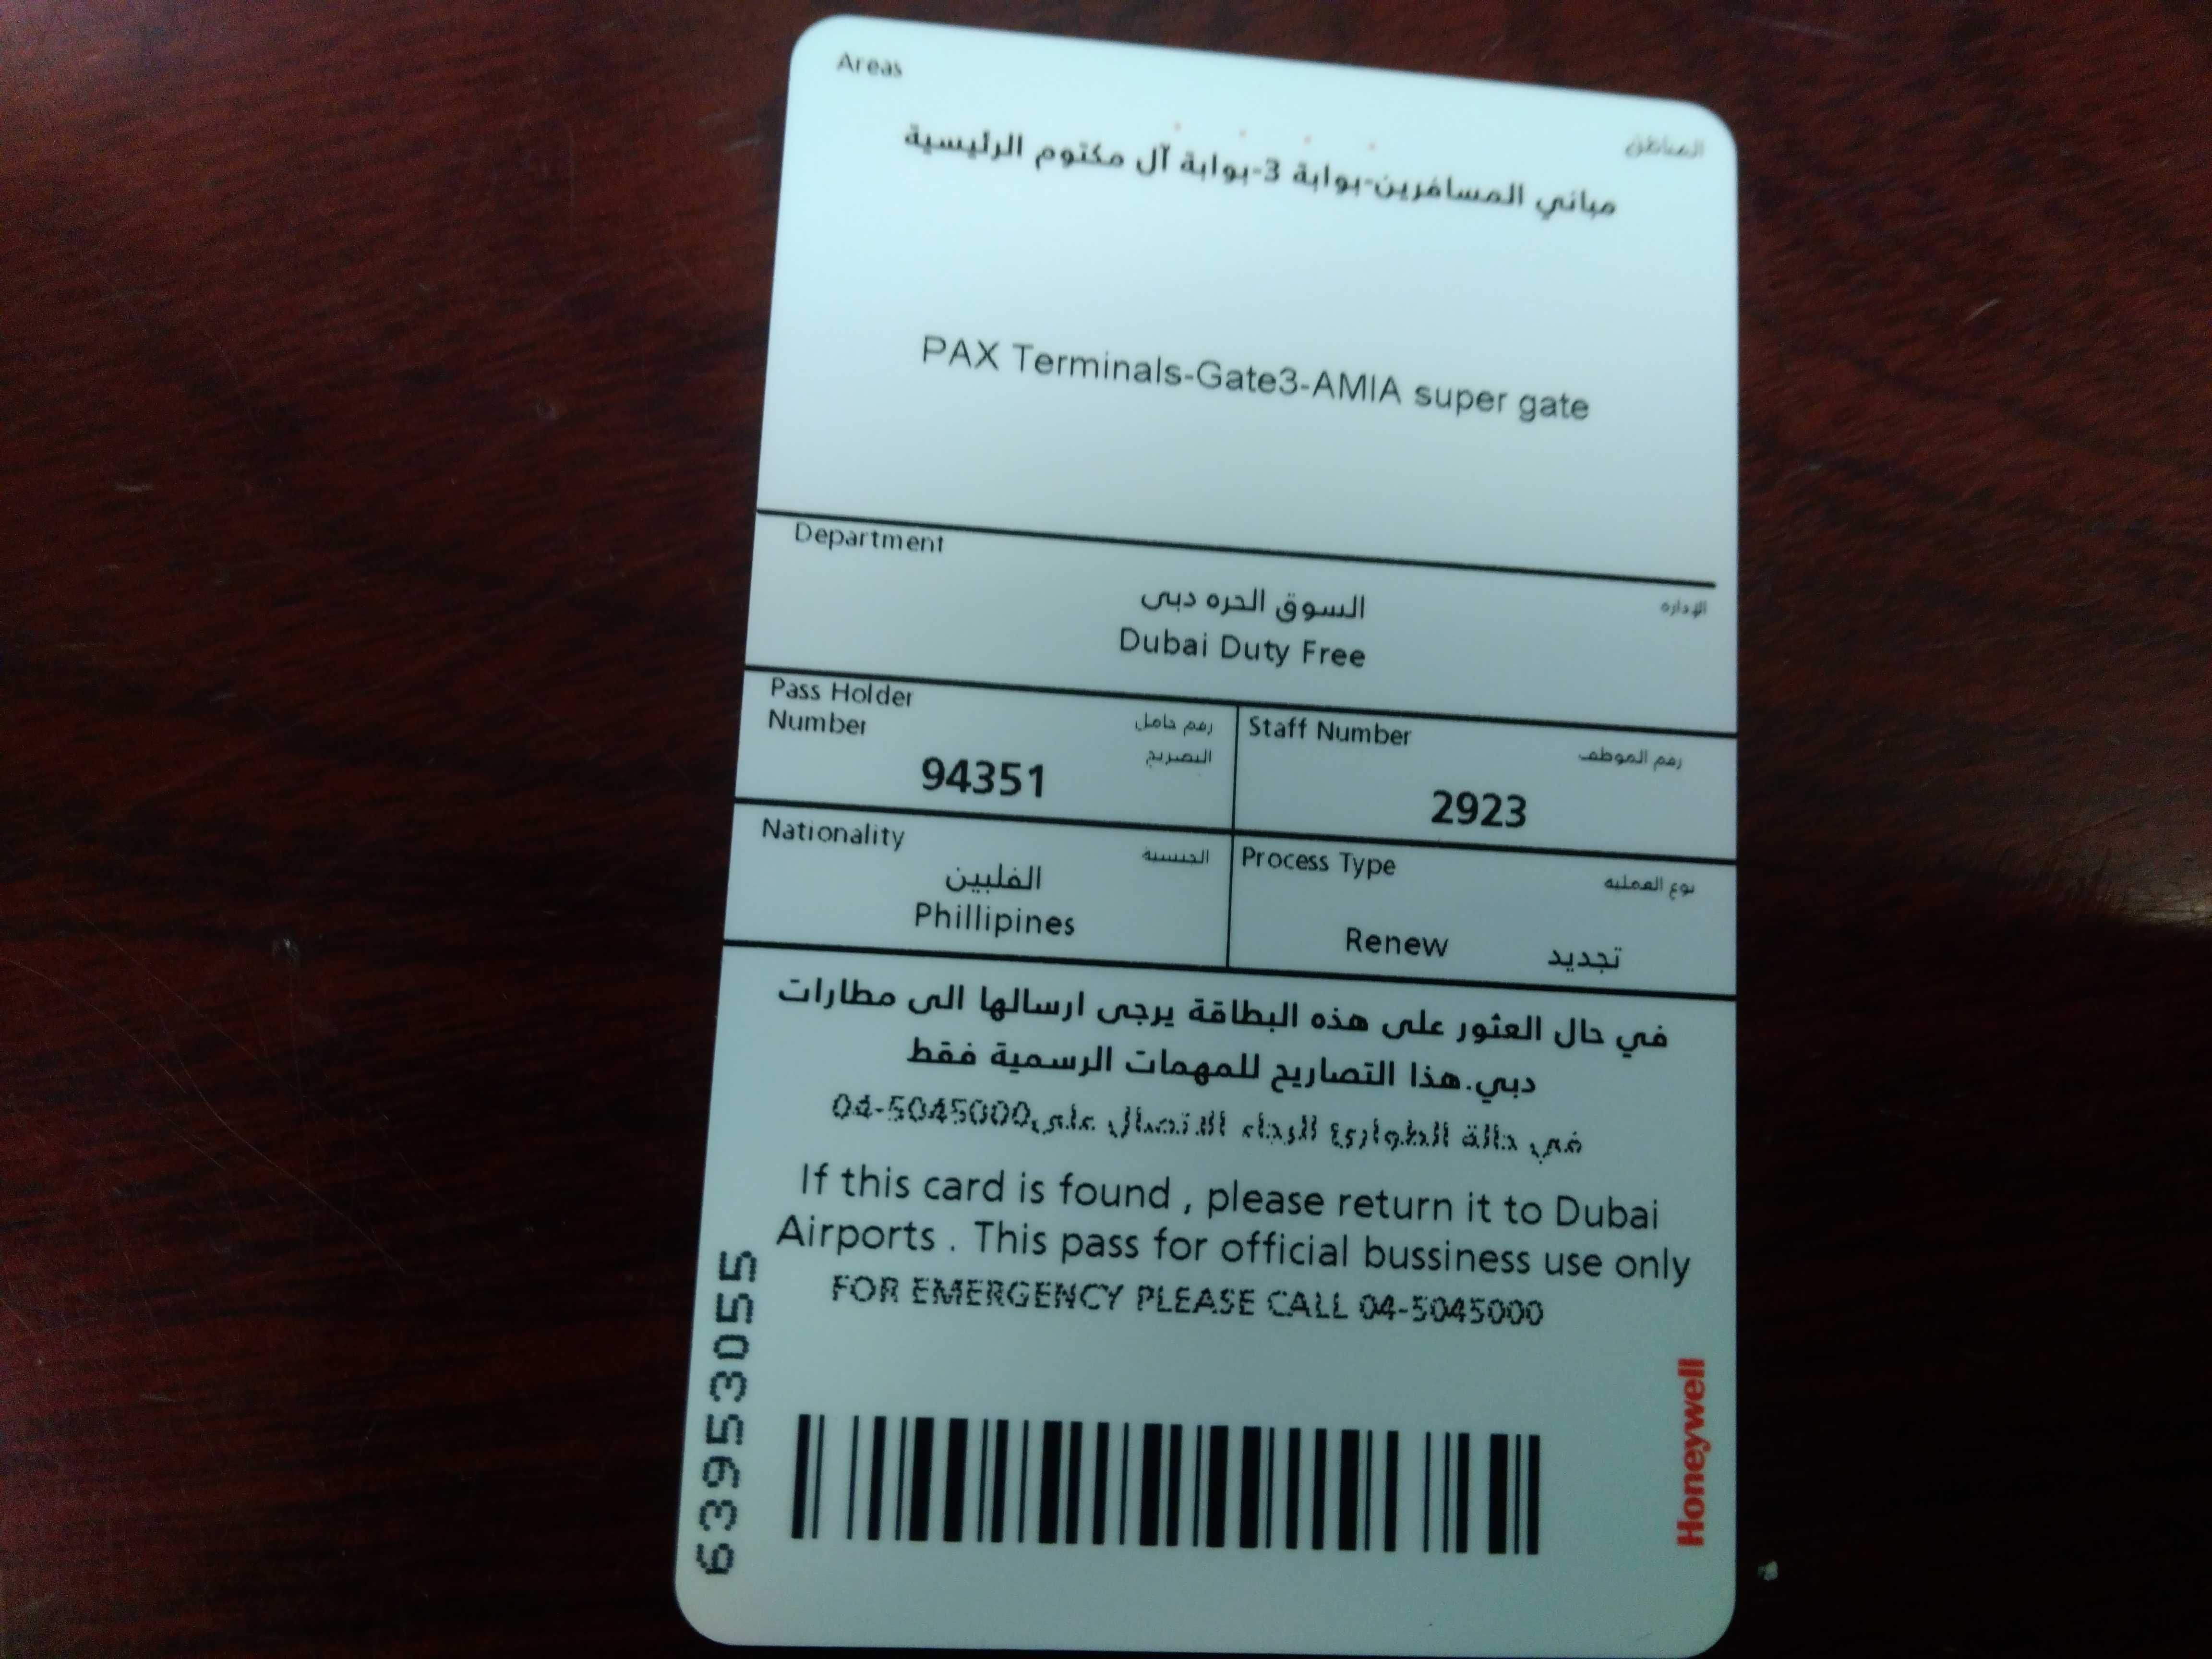 Areas
المناطق
مباني المسافرين-بوابة 3-بوابة آل مكتوم الرئيسية
PAX Terminals-Gate3-AMIA super gate
Department
الإدارة
السوق الحره دبى
Dubai Duty Free
Pass Holder
Number
رقم حامل
التصريح
94351
Staff Number
رقم الموظف
2923
Nationality
الجنسية
الفلبين
Phillipines
Process Type
نوع العملية
Renew تجديد
في حال العثور على هذه البطاقة يرجى ارسالها الى مطارات
دبي.هذا التصاريح للمهمات الرسمية فقط
في حالة الطوارئ الرجاء الاتصال على04-5045000
If this card is found , please return it to Dubai
Airports . This pass for official bussiness use only
FOR EMERGENCY PLEASE CALL 04-5045000
63953055
Honeywell